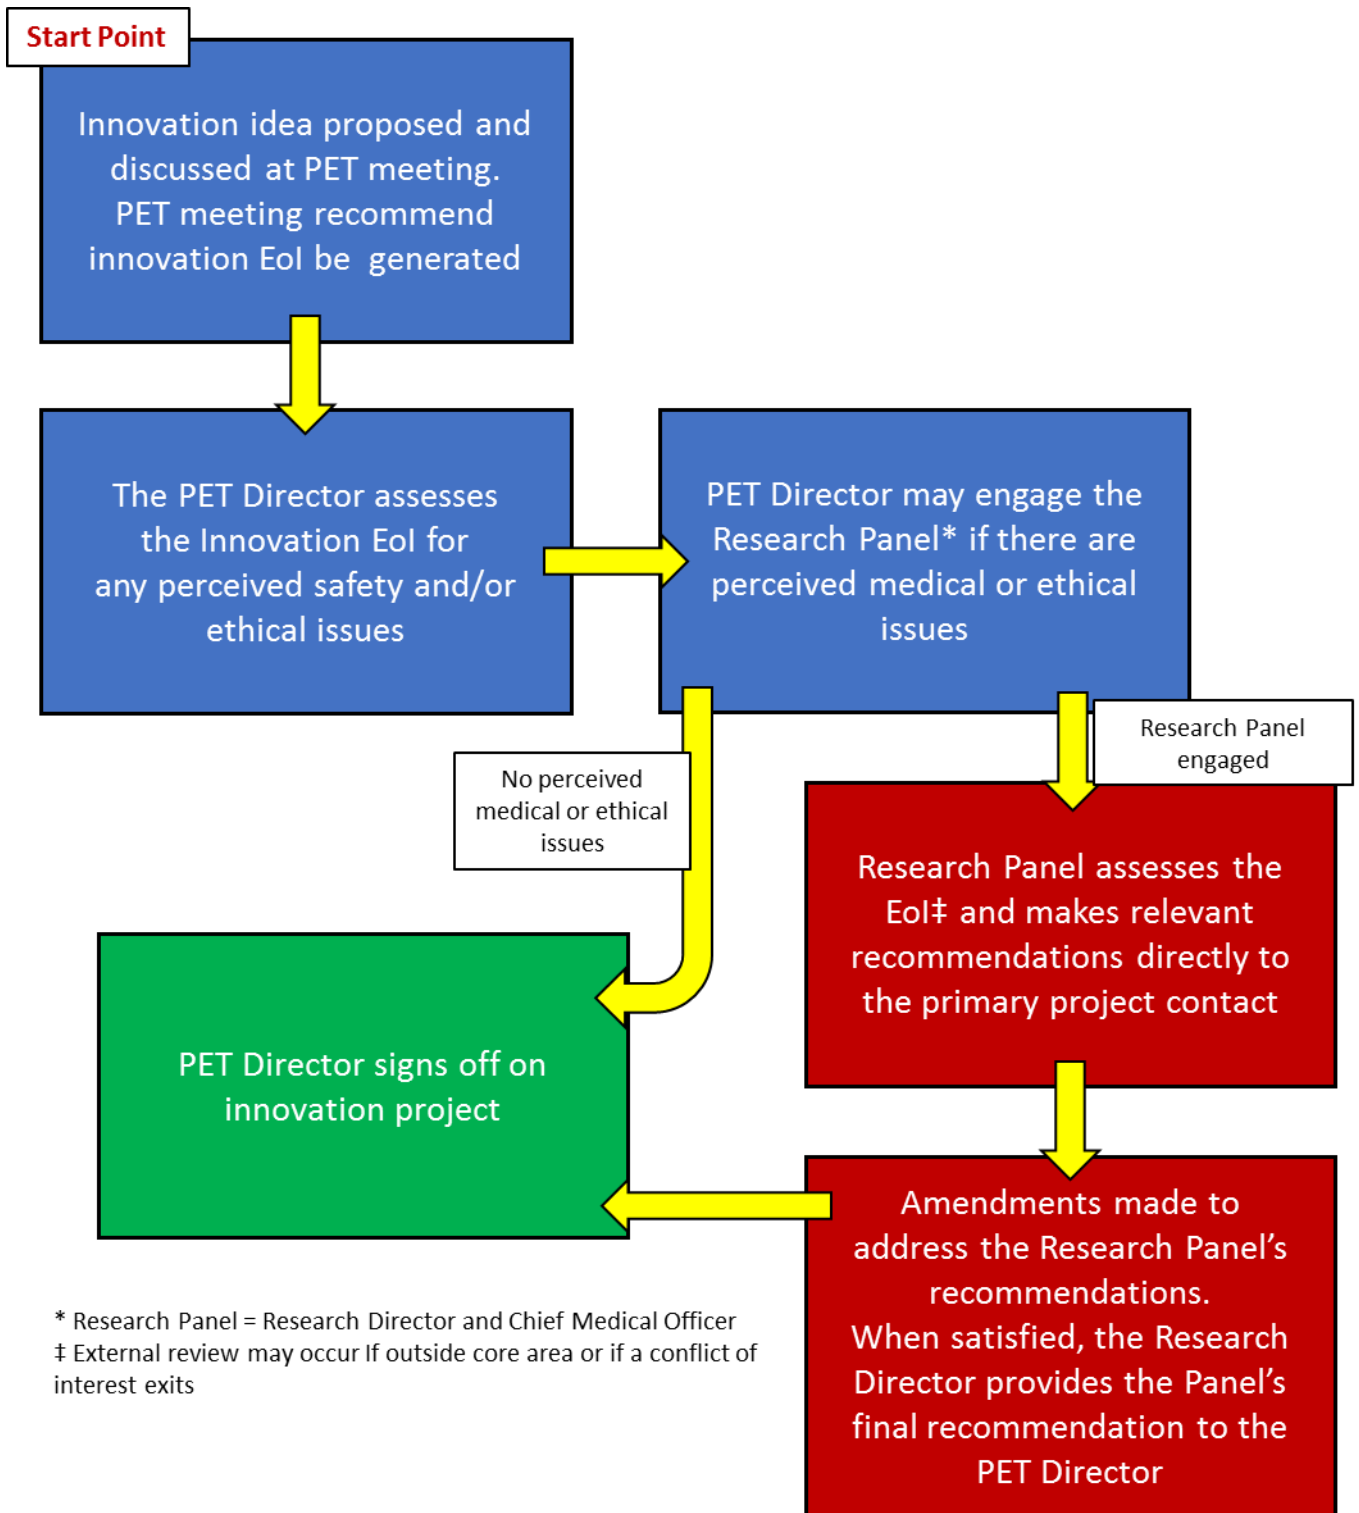 Start Point
Innovation idea proposed and
discussed at PET meeting.
PET meeting recommend
innovation EoI be generated
The PET Director assesses
the Innovation EoI for
any perceived safety and/or
ethical issues
PET Director may engage the
Research Panel* if there are
perceived medical or ethical
issues
No perceived
medical or ethical
issues
Research Panel
engaged
Research Panel assesses the
EoI‡ and makes relevant
recommendations directly to
the primary project contact
PET Director signs off on
innovation project
Amendments made to
address the Research Panel’s
recommendations.
When satisfied, the Research
Director provides the Panel’s
final recommendation to the
PET Director
* Research Panel = Research Director and Chief Medical Officer
‡ External review may occur If outside core area or if a conflict of
interest exits